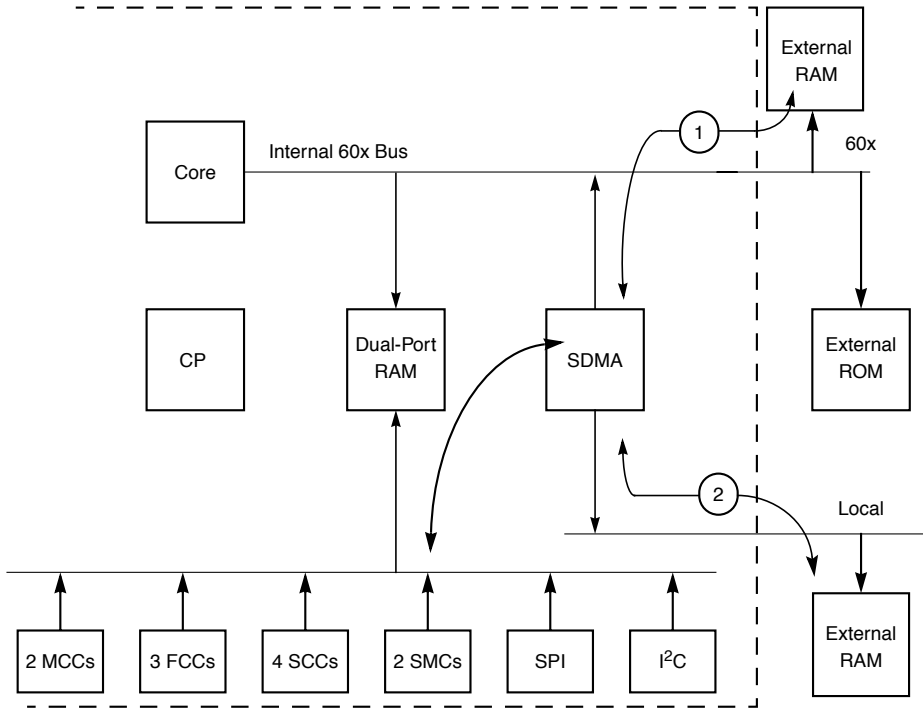 External
RAM
1
Internal 60x Bus
60x
Core
CP
Dual-Port
RAM
SDMA
External
ROM
2
Local
2 MCCs
3 FCCs
4 SCCs
2 SMCs
SPI
I²C
External
RAM